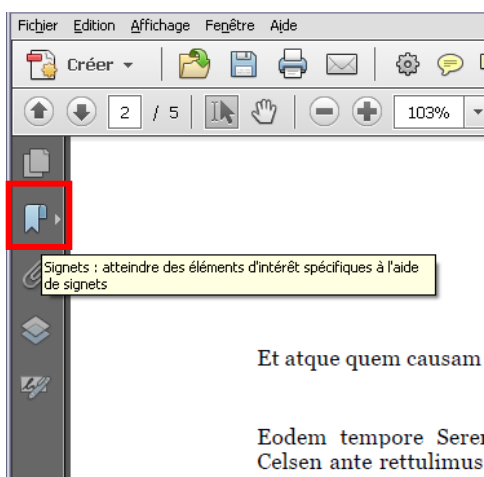 Fichier Edition Affichage Fenêtre Aide
Créer
2 / 5 103%
Signets : atteindre des éléments d'intérêt spécifiques à l'aide
de signets
Et atque quem causam
Eodem tempore Seren
Celsen ante rettulimus